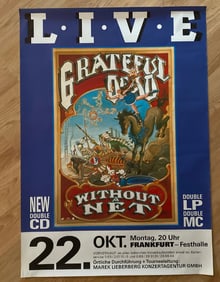 L·I·V·E
GRATEFUL
DEAD
WITHOUT
A
NET
NEW
DOUBLE
CD
DOUBLE
LP
DOUBLE
MC
22. OKT. Montag, 20 Uhr
FRANKFURT – Festhalle
Örtliche Durchführung + Tourneeleitung:
MAREK LIEBERBERG KONZERTAGENTUR GMBH